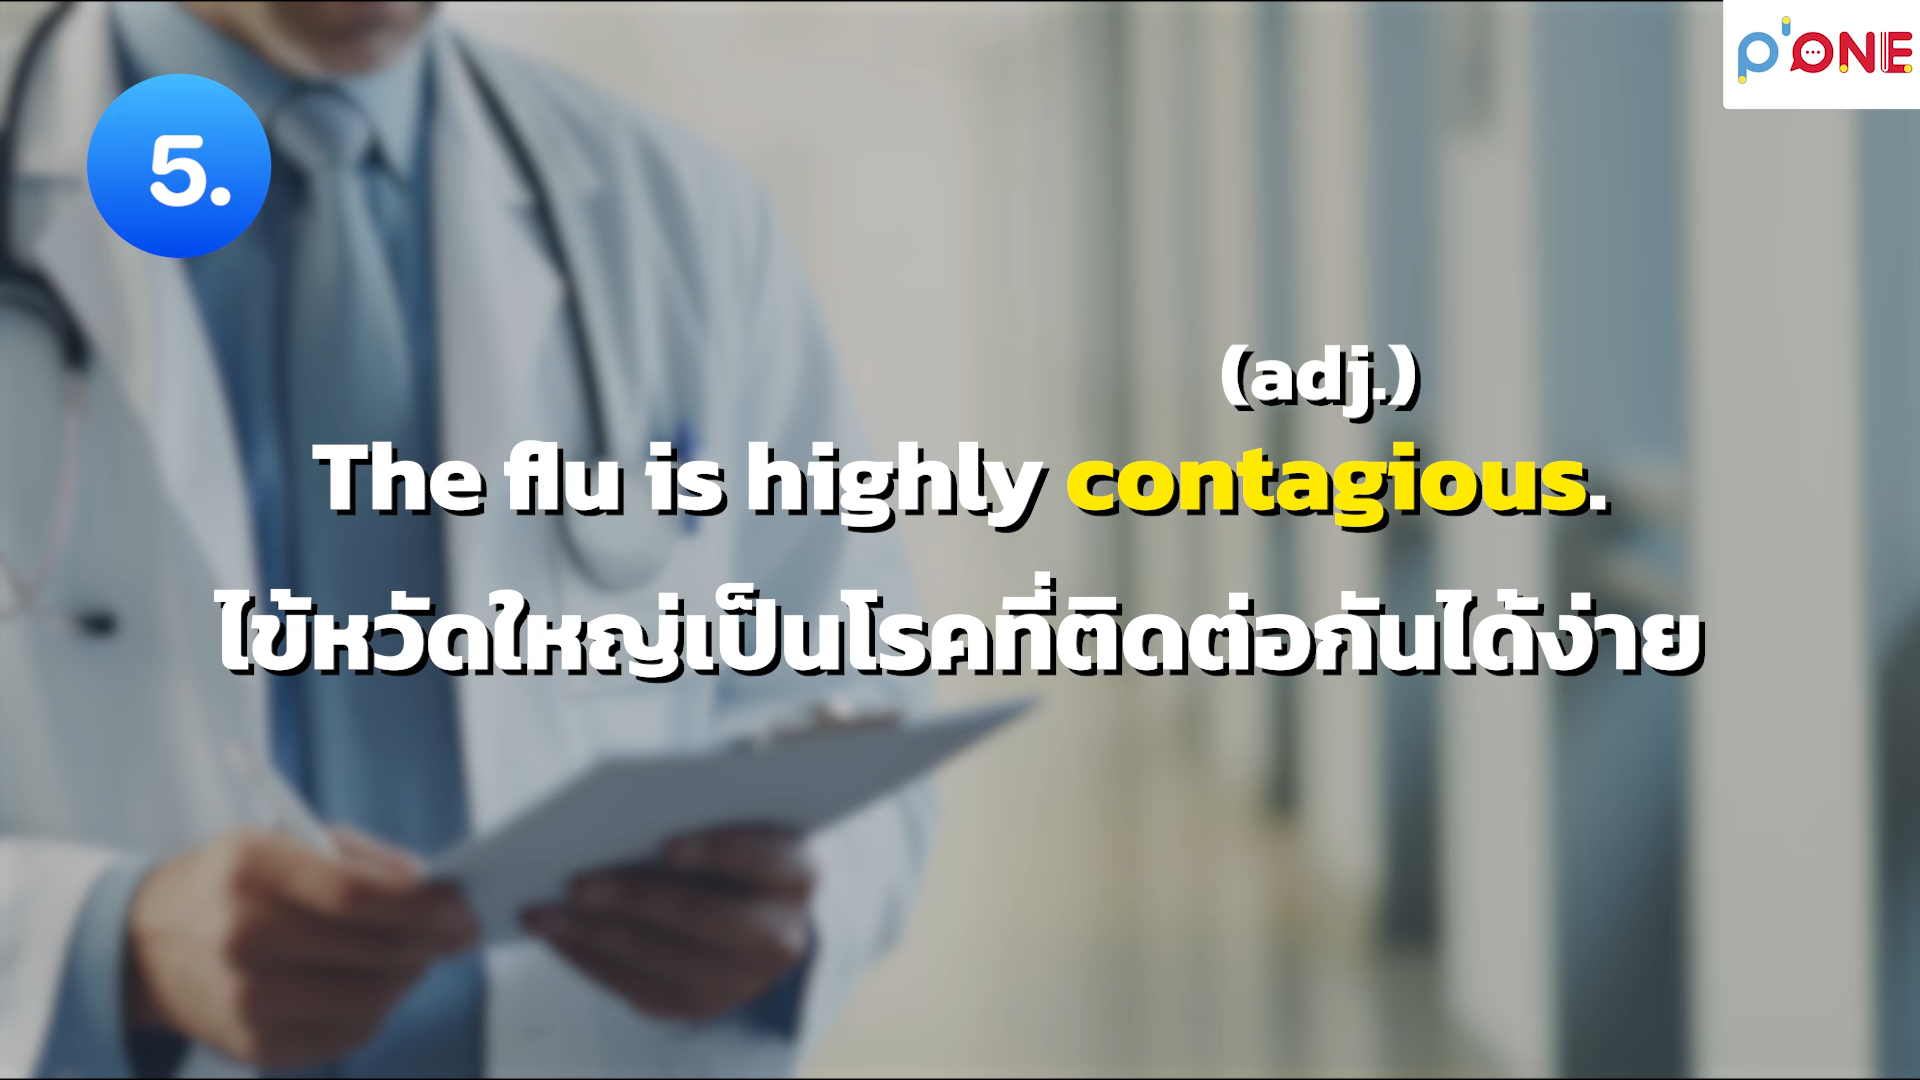 P'ONE
5.
(adj.)
The flu is highly contagious.
ไข้หวัดใหญ่เป็นโรคที่ติดต่อกันได้ง่าย